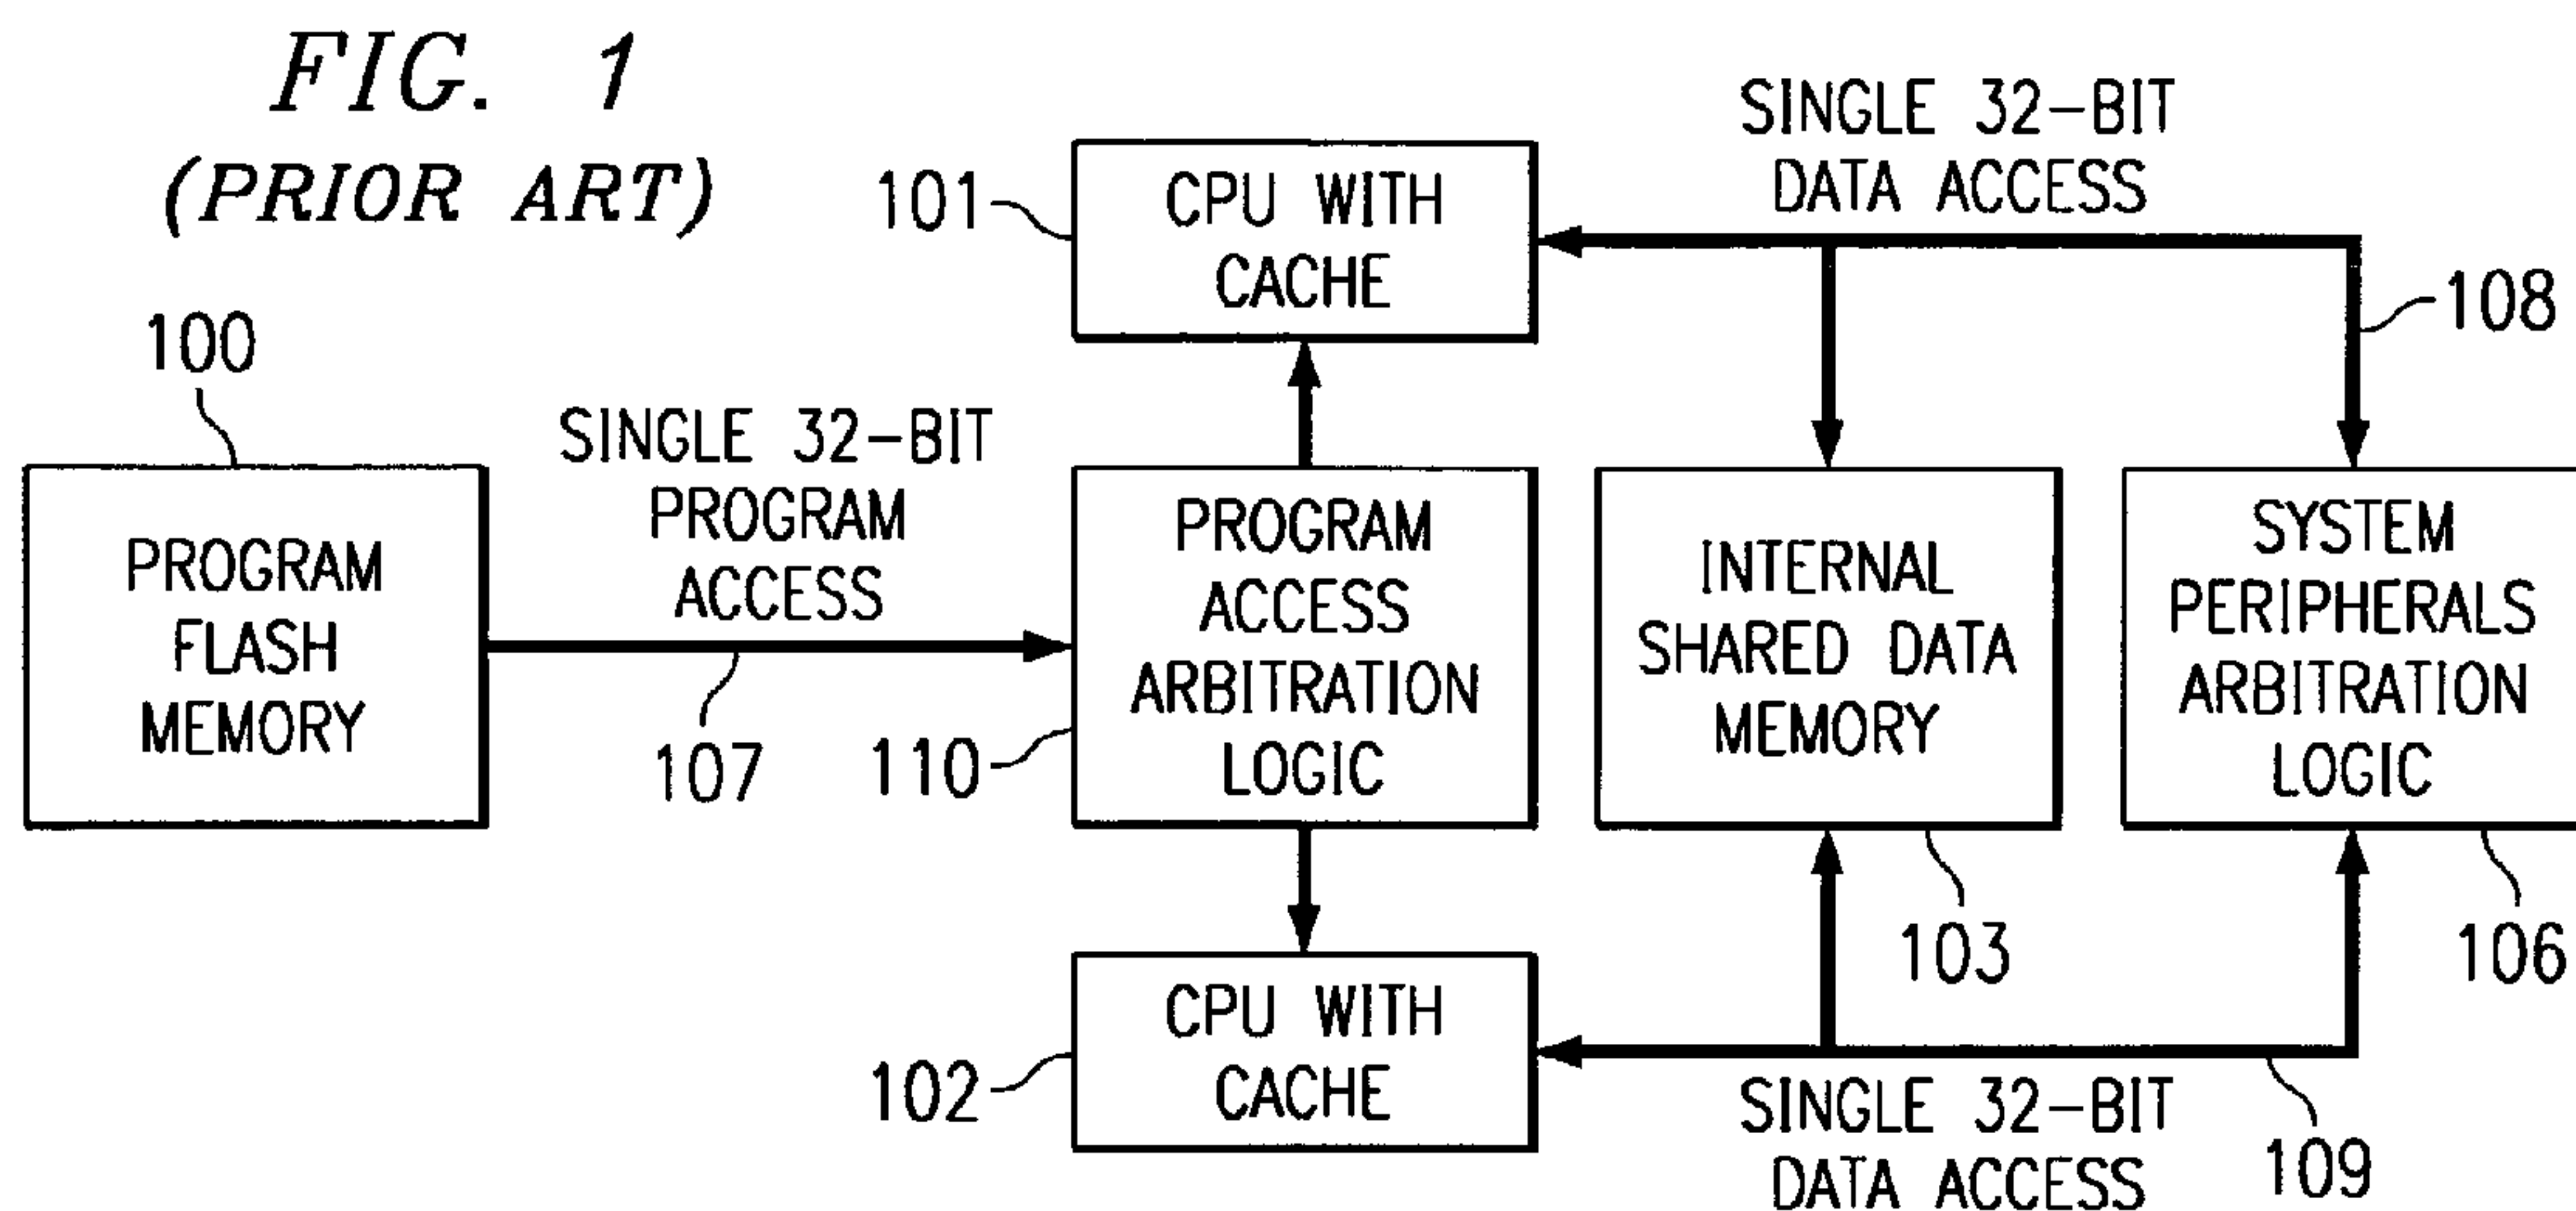 FIG. 1
(PRIOR ART)
SINGLE 32-BIT
DATA ACCESS
101
CPU WITH
CACHE
108
100
SINGLE 32-BIT
PROGRAM
ACCESS
107
PROGRAM
FLASH
MEMORY
110
PROGRAM
ACCESS
ARBITRATION
LOGIC
INTERNAL
SHARED DATA
MEMORY
SYSTEM
PERIPHERALS
ARBITRATION
LOGIC
103
106
102
CPU WITH
CACHE
SINGLE 32-BIT
DATA ACCESS
109